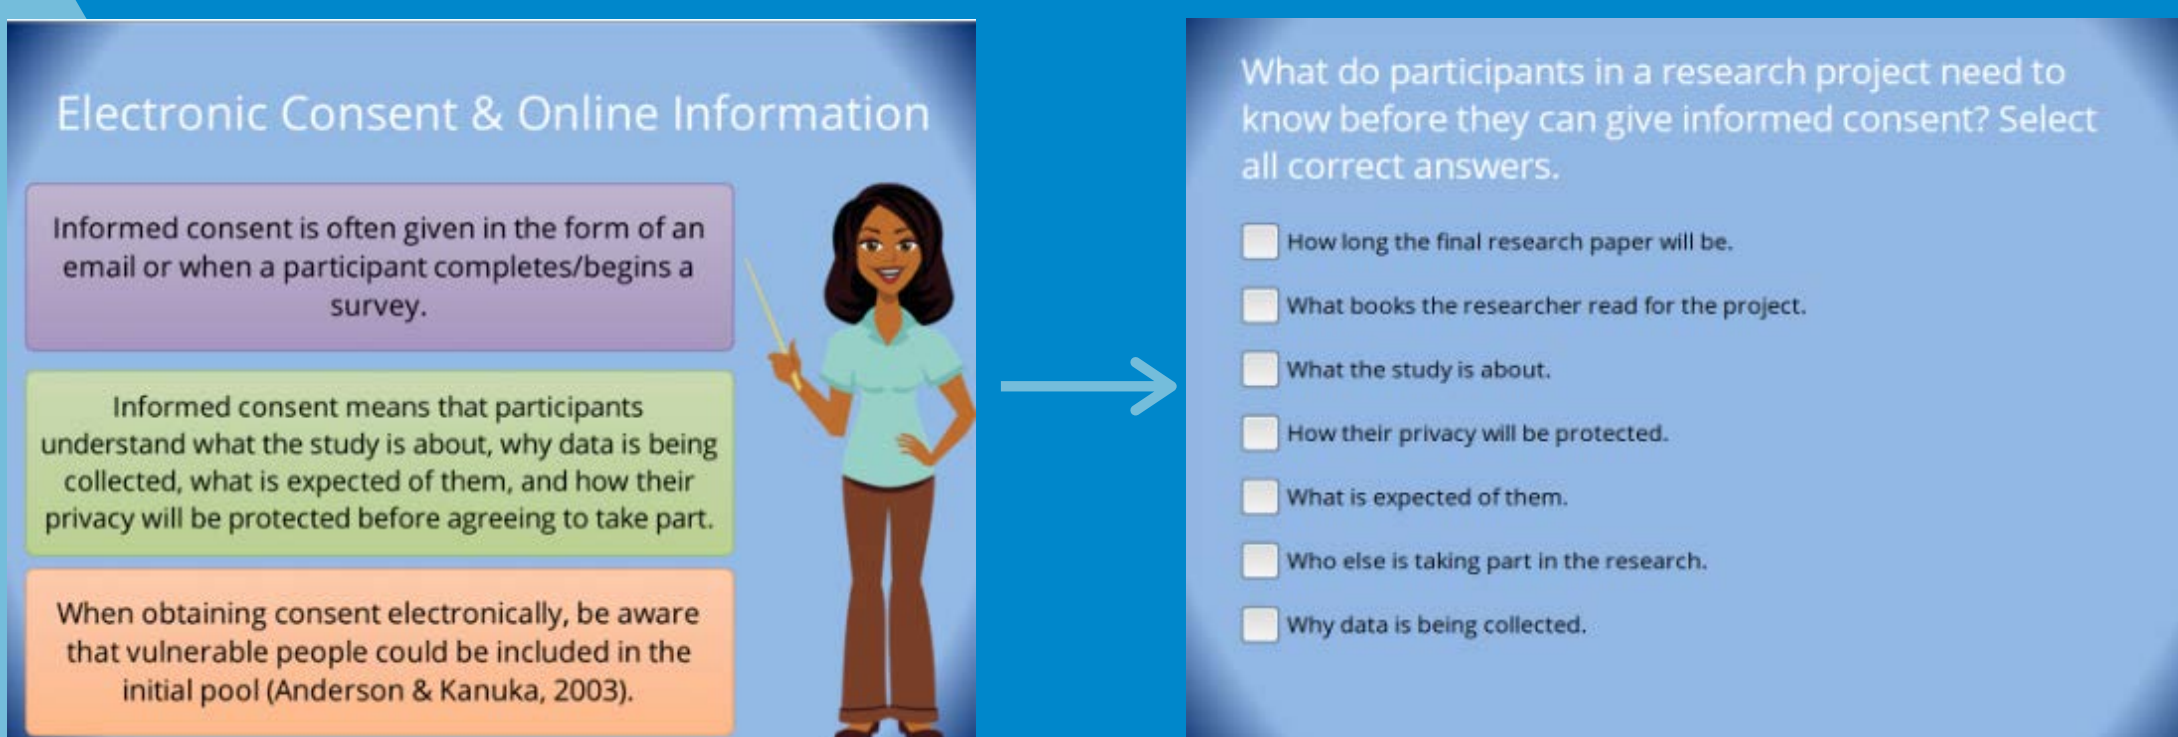 Electronic Consent & Online Information
Informed consent is often given in the form of an
email or when a participant completes/begins a
survey.
Informed consent means that participants
understand what the study is about, why data is being
collected, what is expected of them, and how their
privacy will be protected before agreeing to take part.
When obtaining consent electronically, be aware
that vulnerable people could be included in the
initial pool (Anderson & Kanuka, 2003).
What do participants in a research project need to
know before they can give informed consent? Select
all correct answers.
How long the final research paper will be.
What books the researcher read for the project.
What the study is about.
How their privacy will be protected.
What is expected of them.
Who else is taking part in the research.
Why data is being collected.